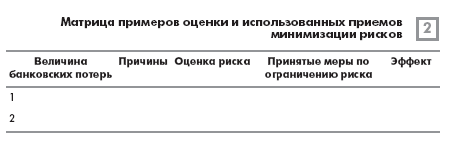 Матрица примеров оценки и использованных приемов
минимизации рисков
2
Величина банковских потерь Причины Оценка риска Принятые меры по ограничению риска Эффект
1
2